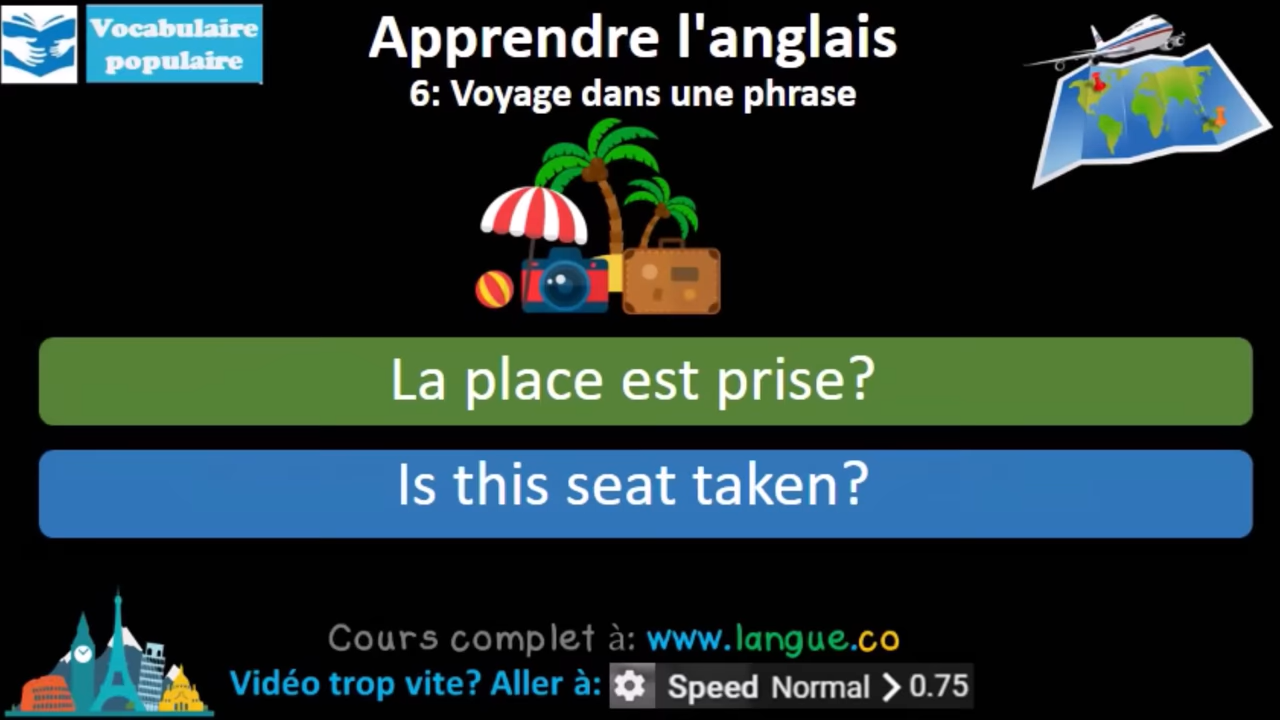 Vocabulaire
populaire
Apprendre l'anglais
6: Voyage dans une phrase
La place est prise?
Is this seat taken?
Cours complet à: www.langue.co
Vidéo trop vite? Aller à: Speed Normal > 0.75